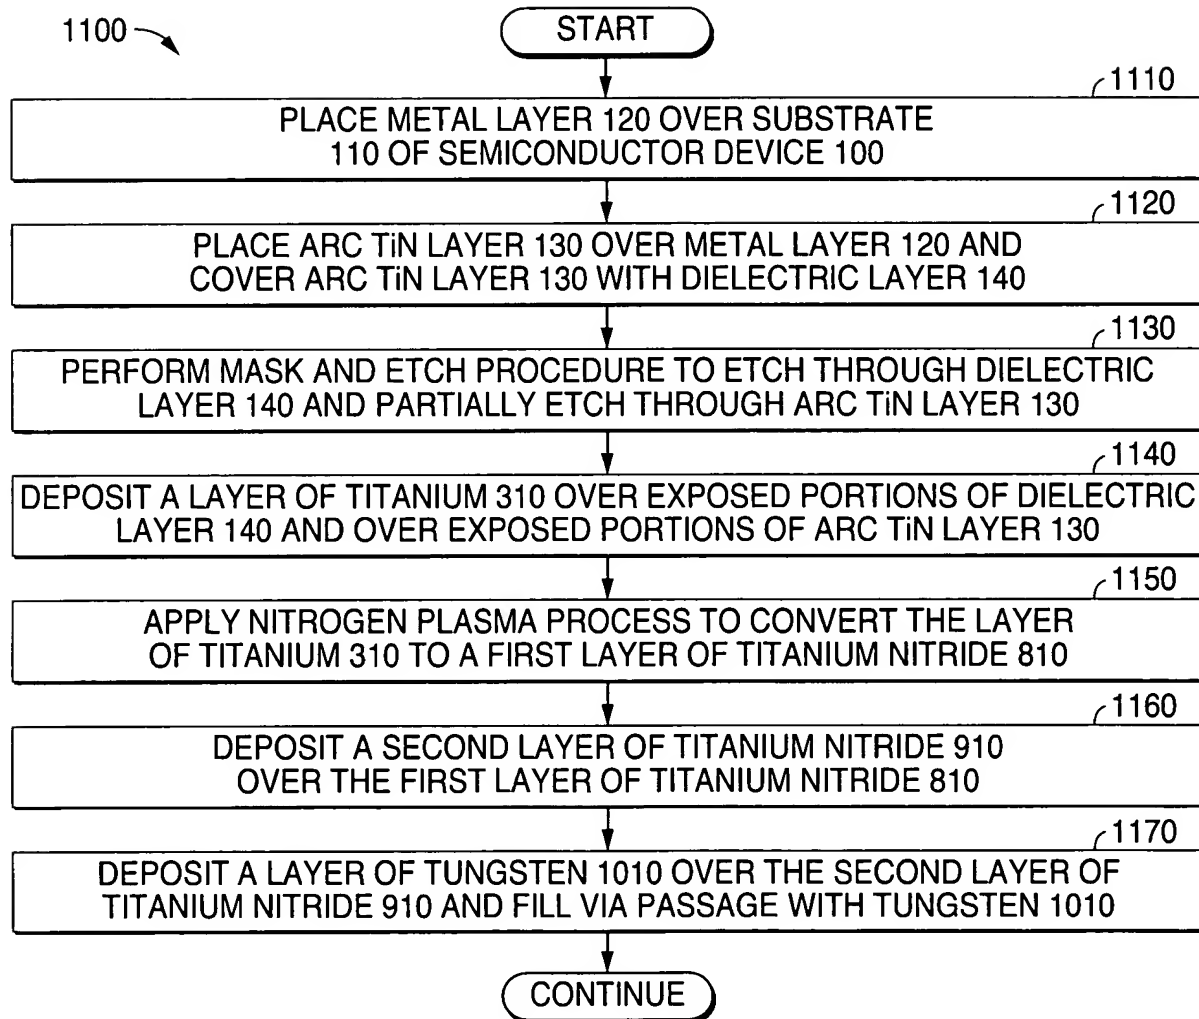 1100
START
1110
PLACE METAL LAYER 120 OVER SUBSTRATE
110 OF SEMICONDUCTOR DEVICE 100
1120
PLACE ARC TiN LAYER 130 OVER METAL LAYER 120 AND
COVER ARC TiN LAYER 130 WITH DIELECTRIC LAYER 140
1130
PERFORM MASK AND ETCH PROCEDURE TO ETCH THROUGH DIELECTRIC
LAYER 140 AND PARTIALLY ETCH THROUGH ARC TiN LAYER 130
1140
DEPOSIT A LAYER OF TITANIUM 310 OVER EXPOSED PORTIONS OF DIELECTRIC
LAYER 140 AND OVER EXPOSED PORTIONS OF ARC TiN LAYER 130
1150
APPLY NITROGEN PLASMA PROCESS TO CONVERT THE LAYER
OF TITANIUM 310 TO A FIRST LAYER OF TITANIUM NITRIDE 810
1160
DEPOSIT A SECOND LAYER OF TITANIUM NITRIDE 910
OVER THE FIRST LAYER OF TITANIUM NITRIDE 810
1170
DEPOSIT A LAYER OF TUNGSTEN 1010 OVER THE SECOND LAYER OF
TITANIUM NITRIDE 910 AND FILL VIA PASSAGE WITH TUNGSTEN 1010
CONTINUE